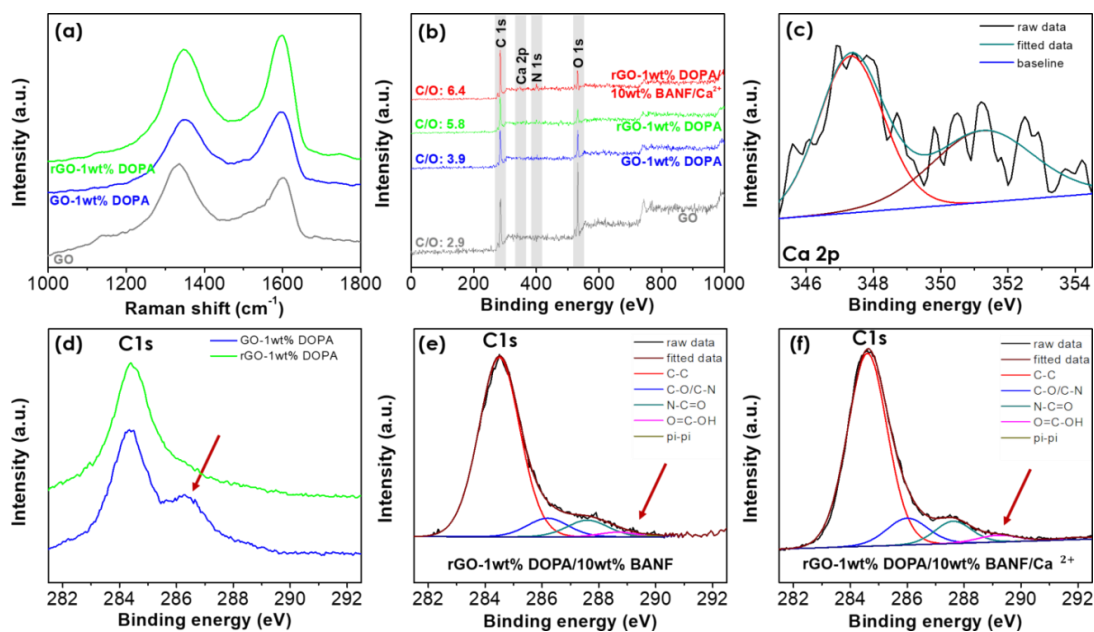 (a)
rGO-1wt% DOPA
GO-1wt% DOPA
GO
Intensity (a.u.)
1000 1200 1400 1600 1800
Raman shift (cm-1)
(b)
C 1s
Ca 2p
N 1s
O 1s
C/O: 6.4
rGO-1wt% DOPA/
10wt% BANF/Ca2+
C/O: 5.8
rGO-1wt% DOPA
C/O: 3.9
GO-1wt% DOPA
C/O: 2.9
GO
Intensity (a.u.)
0 200 400 600 800 1000
Binding energy (eV)
(c)
raw data
fitted data
baseline
Ca 2p
Intensity (a.u.)
346 348 350 352 354
Binding energy (eV)
(d)
C1s
GO-1wt% DOPA
rGO-1wt% DOPA
Intensity (a.u.)
282 284 286 288 290 292
Binding energy (eV)
(e)
C1s
raw data
fitted data
C-C
C-O/C-N
N-C=O
O=C-OH
pi-pi
rGO-1wt% DOPA/10wt% BANF
Intensity (a.u.)
282 284 286 288 290 292
Binding energy (eV)
(f)
C1s
raw data
fitted data
C-C
C-O/C-N
N-C=O
O=C-OH
pi-pi
rGO-1wt% DOPA/10wt% BANF/Ca 2+
Intensity (a.u.)
282 284 286 288 290 292
Binding energy (eV)